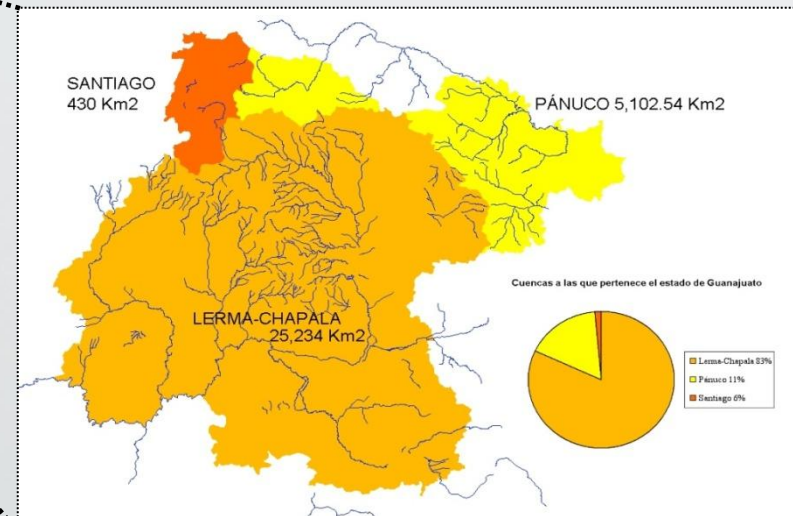 SANTIAGO
430 Km2
PÁNUCO 5,102.54 Km2
LERMA-CHAPALA
25,234 Km2
Cuencas a las que pertenece el estado de Guanajuato
Lerma-Chapala 83%
Pánuco 11%
Santiago 6%